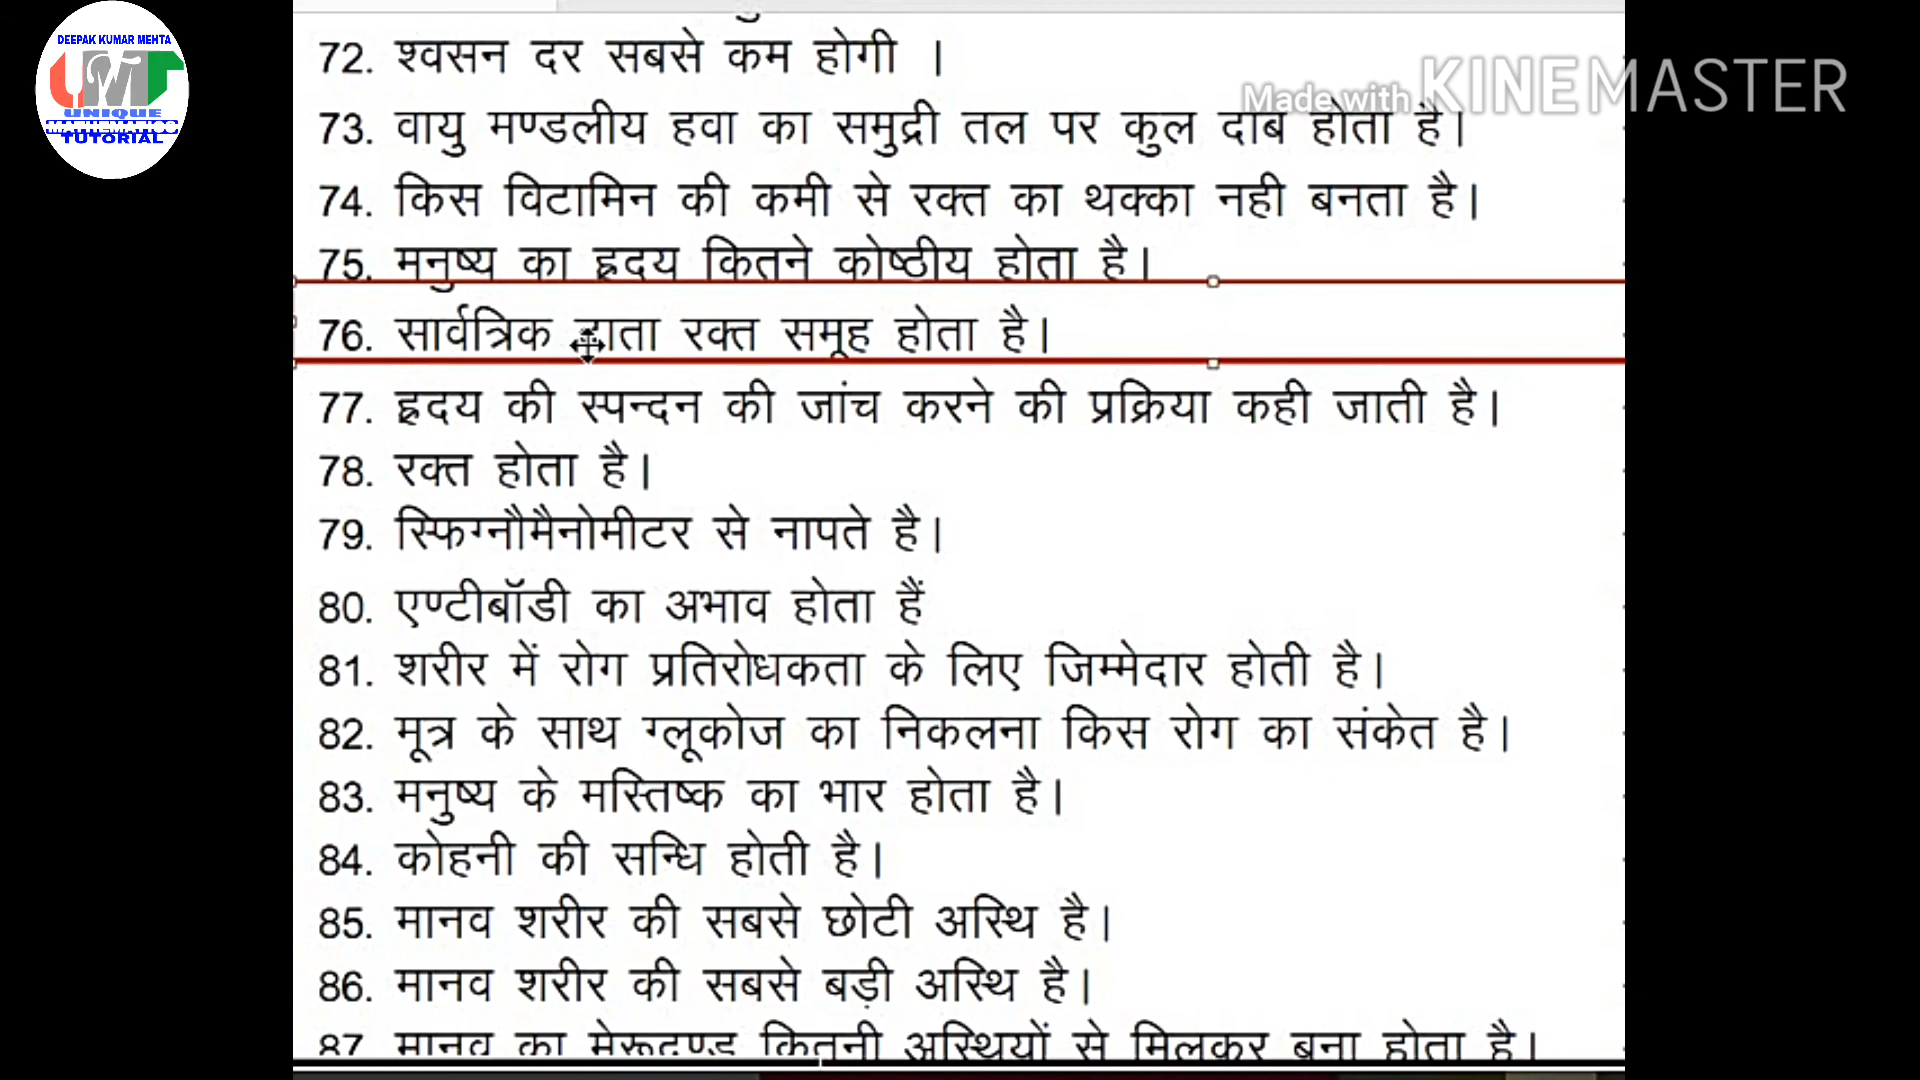 DEEPAK KUMAR MEHTA
UMT
UNIQUE
TUTORIAL
Made with KINEMASTER
72. श्वसन दर सबसे कम होगी ।
73. वायु मण्डलीय हवा का समुद्री तल पर कुल दाब होता है।
74. किस विटामिन की कमी से रक्त का थक्का नही बनता है।
75. मनुष्य का ह्रदय कितने कोष्ठीय होता है।
76. सार्वत्रिक दाता रक्त समूह होता है।
77. ह्रदय की स्पन्दन की जांच करने की प्रक्रिया कही जाती है।
78. रक्त होता है।
79. स्फिग्नौमैनोमीटर से नापते है।
80. एण्टीबॉडी का अभाव होता हैं
81. शरीर में रोग प्रतिरोधकता के लिए जिम्मेदार होती है।
82. मूत्र के साथ ग्लूकोज का निकलना किस रोग का संकेत है।
83. मनुष्य के मस्तिष्क का भार होता है।
84. कोहनी की सन्धि होती है।
85. मानव शरीर की सबसे छोटी अस्थि है।
86. मानव शरीर की सबसे बड़ी अस्थि है।
87. मानव का मेरूदण्ड कितनी अस्थियों से मिलकर बना होता है।